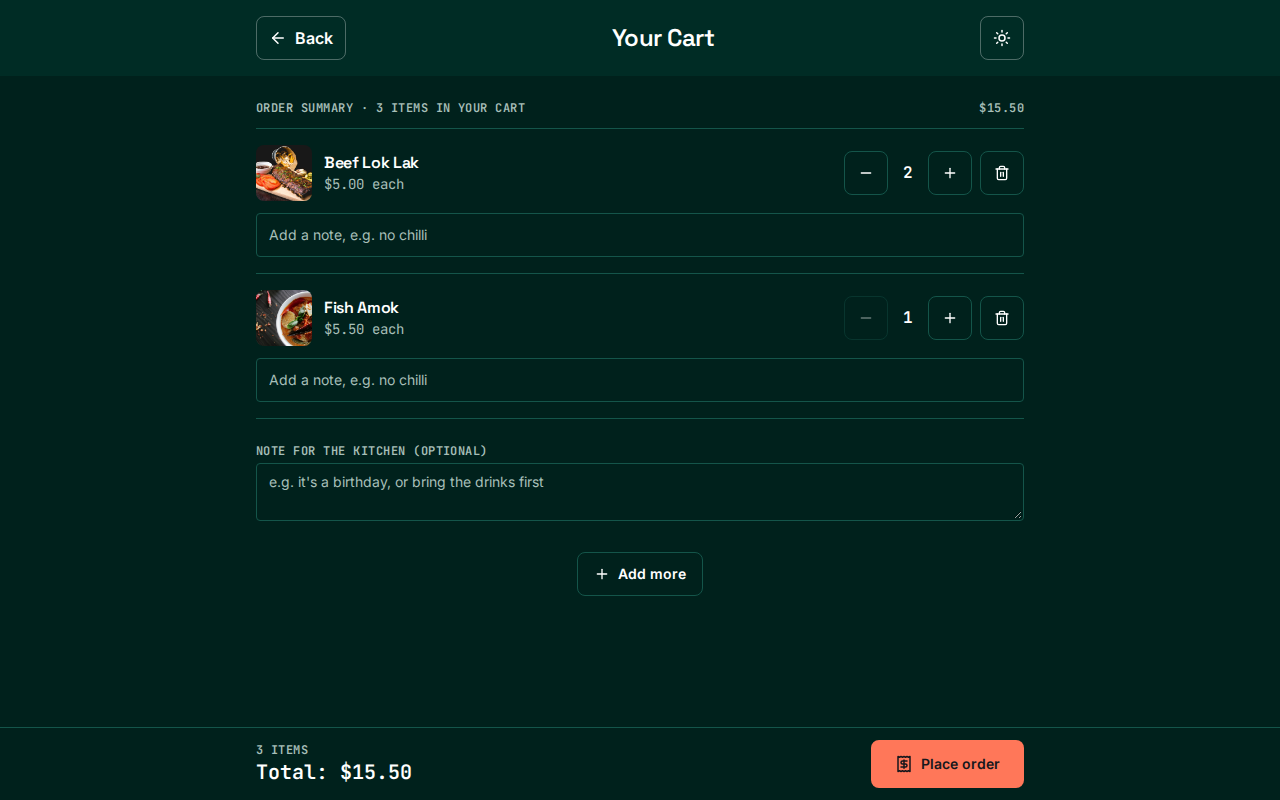 Back
Your Cart
ORDER SUMMARY · 3 ITEMS IN YOUR CART
$15.50
Beef Lok Lak
$5.00 each
2
Add a note, e.g. no chilli
Fish Amok
$5.50 each
1
Add a note, e.g. no chilli
NOTE FOR THE KITCHEN (OPTIONAL)
e.g. it's a birthday, or bring the drinks first
Add more
3 ITEMS
Total: $15.50
Place order